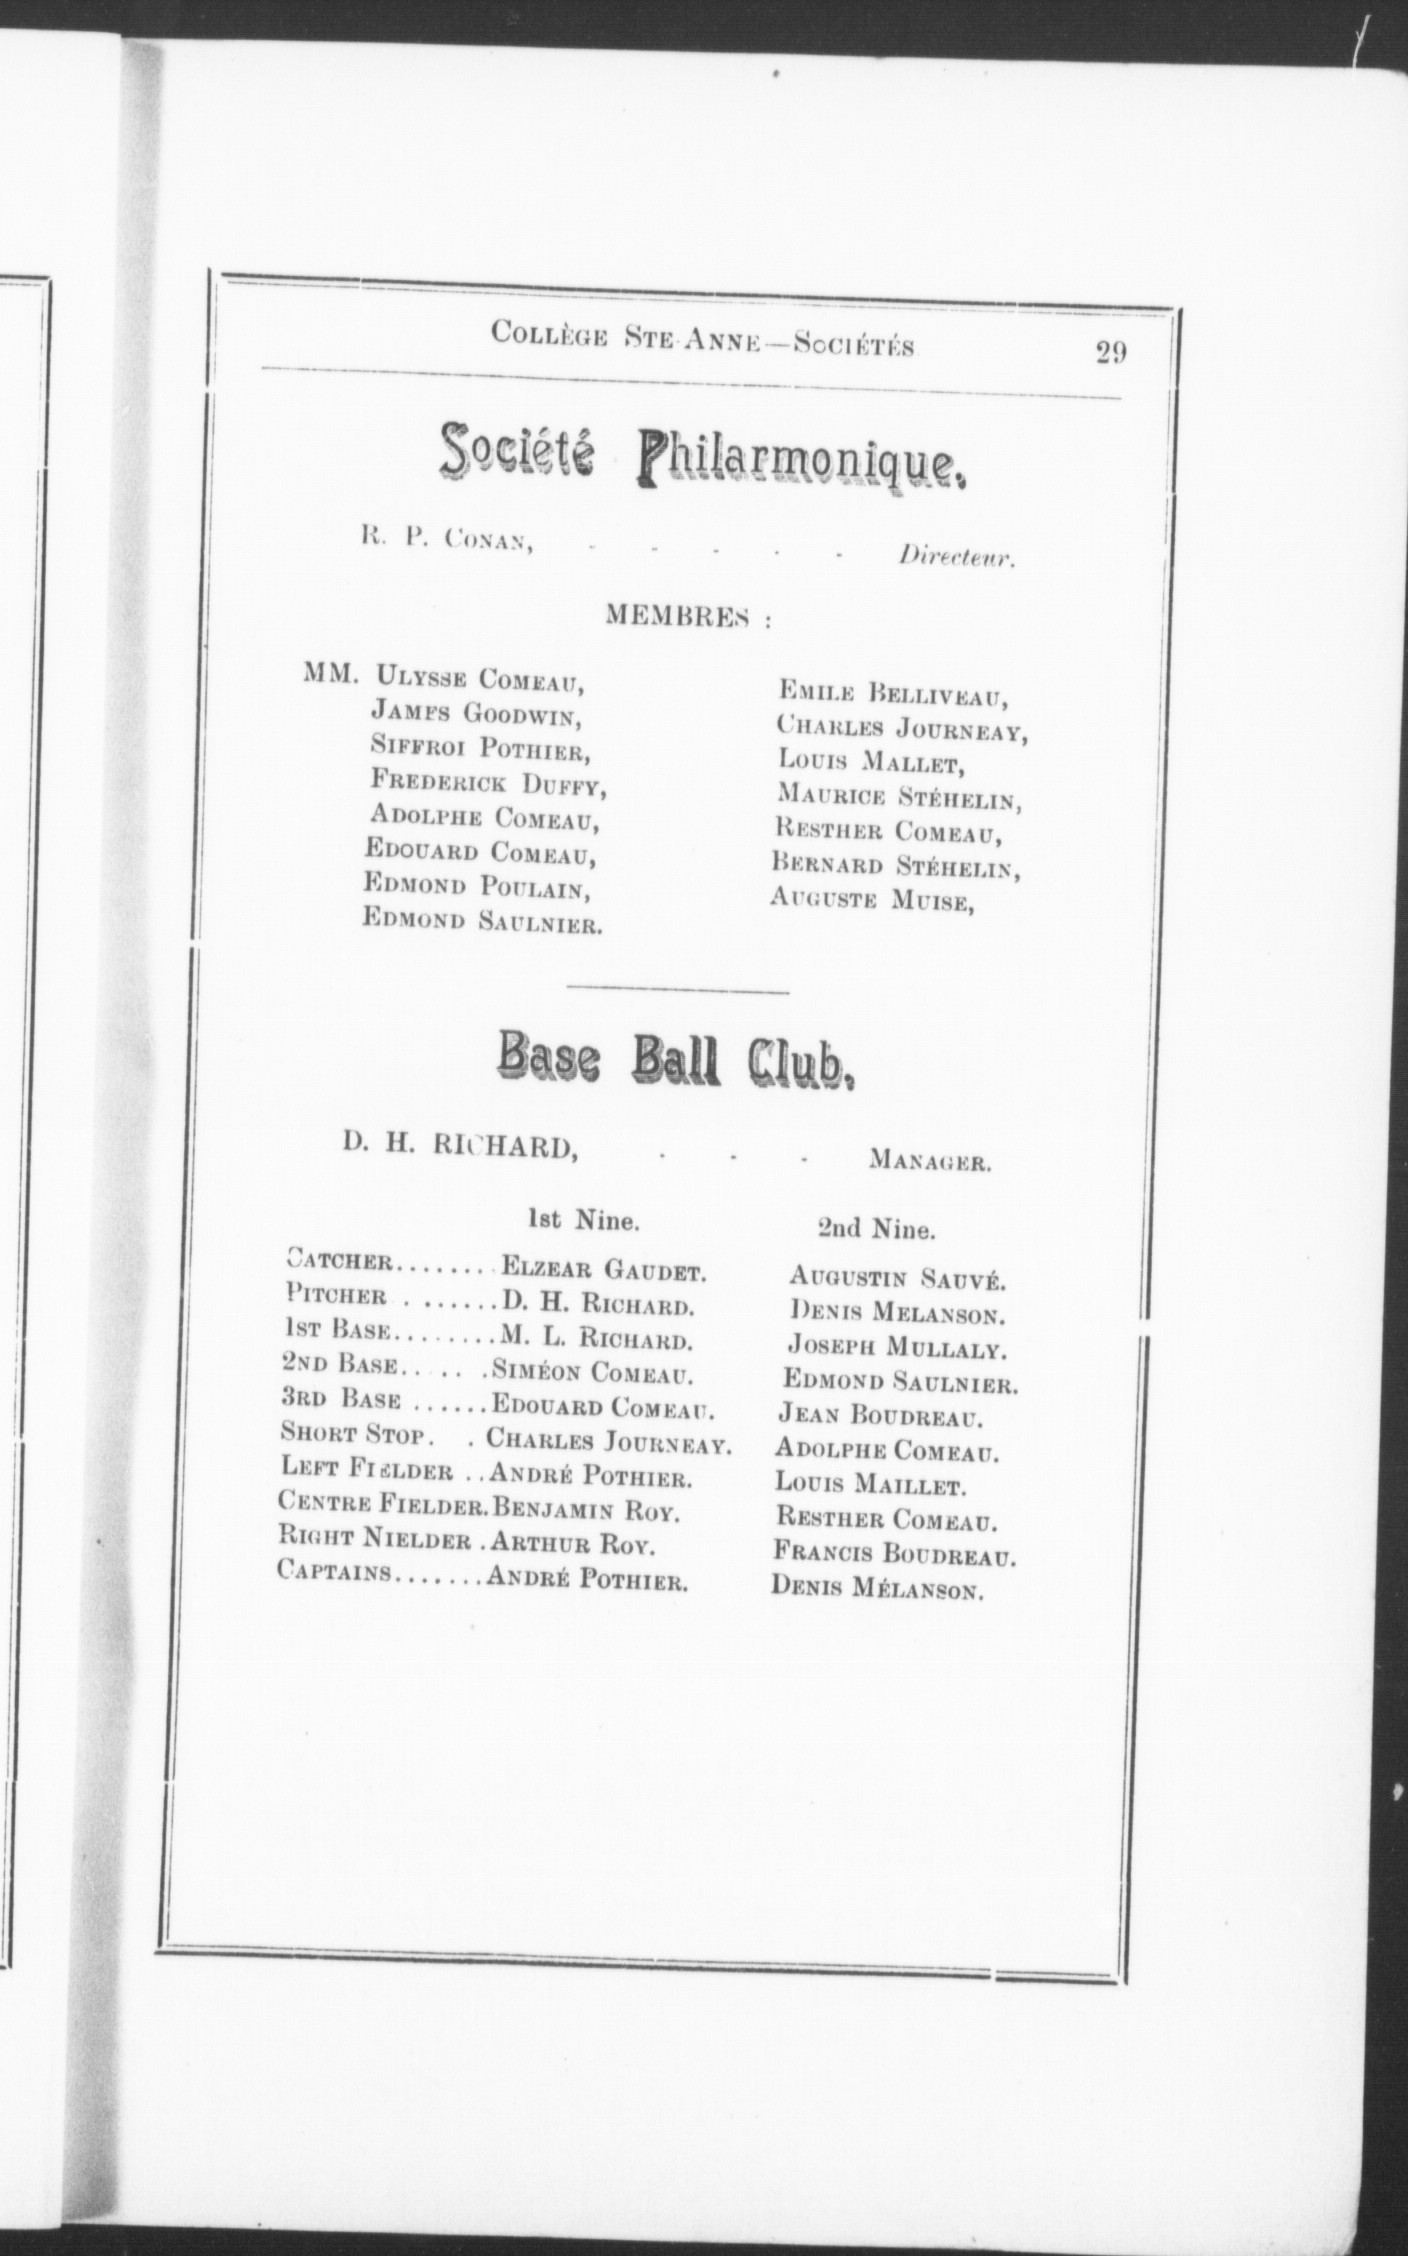 COLLÈGE STE-ANNE—SOCIÉTÉS 29
Société Philarmonique.
R. P. CONAN, - - - - - Directeur.
MEMBRES :
MM. ULYSSE COMEAU,
JAMES GOODWIN,
SIFFROI POTHIER,
FREDERICK DUFFY,
ADOLPHE COMEAU,
EDOUARD COMEAU,
EDMOND POULAIN,
EDMOND SAULNIER.
EMILE BELLIVEAU,
CHARLES JOURNEAY,
LOUIS MALLET,
MAURICE STÉHELIN,
RESTHER COMEAU,
BERNARD STÉHELIN,
AUGUSTE MUISE,
Base Ball Club.
D. H. RICHARD, - - - MANAGER.
1st Nine. 2nd Nine.
CATCHER........ELZEAR GAUDET. AUGUSTIN SAUVÉ.
PITCHER . ......D. H. RICHARD. DENIS MELANSON.
1ST BASE........M. L. RICHARD. JOSEPH MULLALY.
2ND BASE.. .. .. .SIMÉON COMEAU. EDMOND SAULNIER.
3RD BASE ......EDOUARD COMEAU. JEAN BOUDREAU.
SHORT STOP. . CHARLES JOURNEAY. ADOLPHE COMEAU.
LEFT FIELDER ..ANDRÉ POTHIER. LOUIS MAILLET.
CENTRE FIELDER.BENJAMIN ROY. RESTHER COMEAU.
RIGHT NIELDER .ARTHUR ROY. FRANCIS BOUDREAU.
CAPTAINS.......ANDRÉ POTHIER. DENIS MÉLANSON.